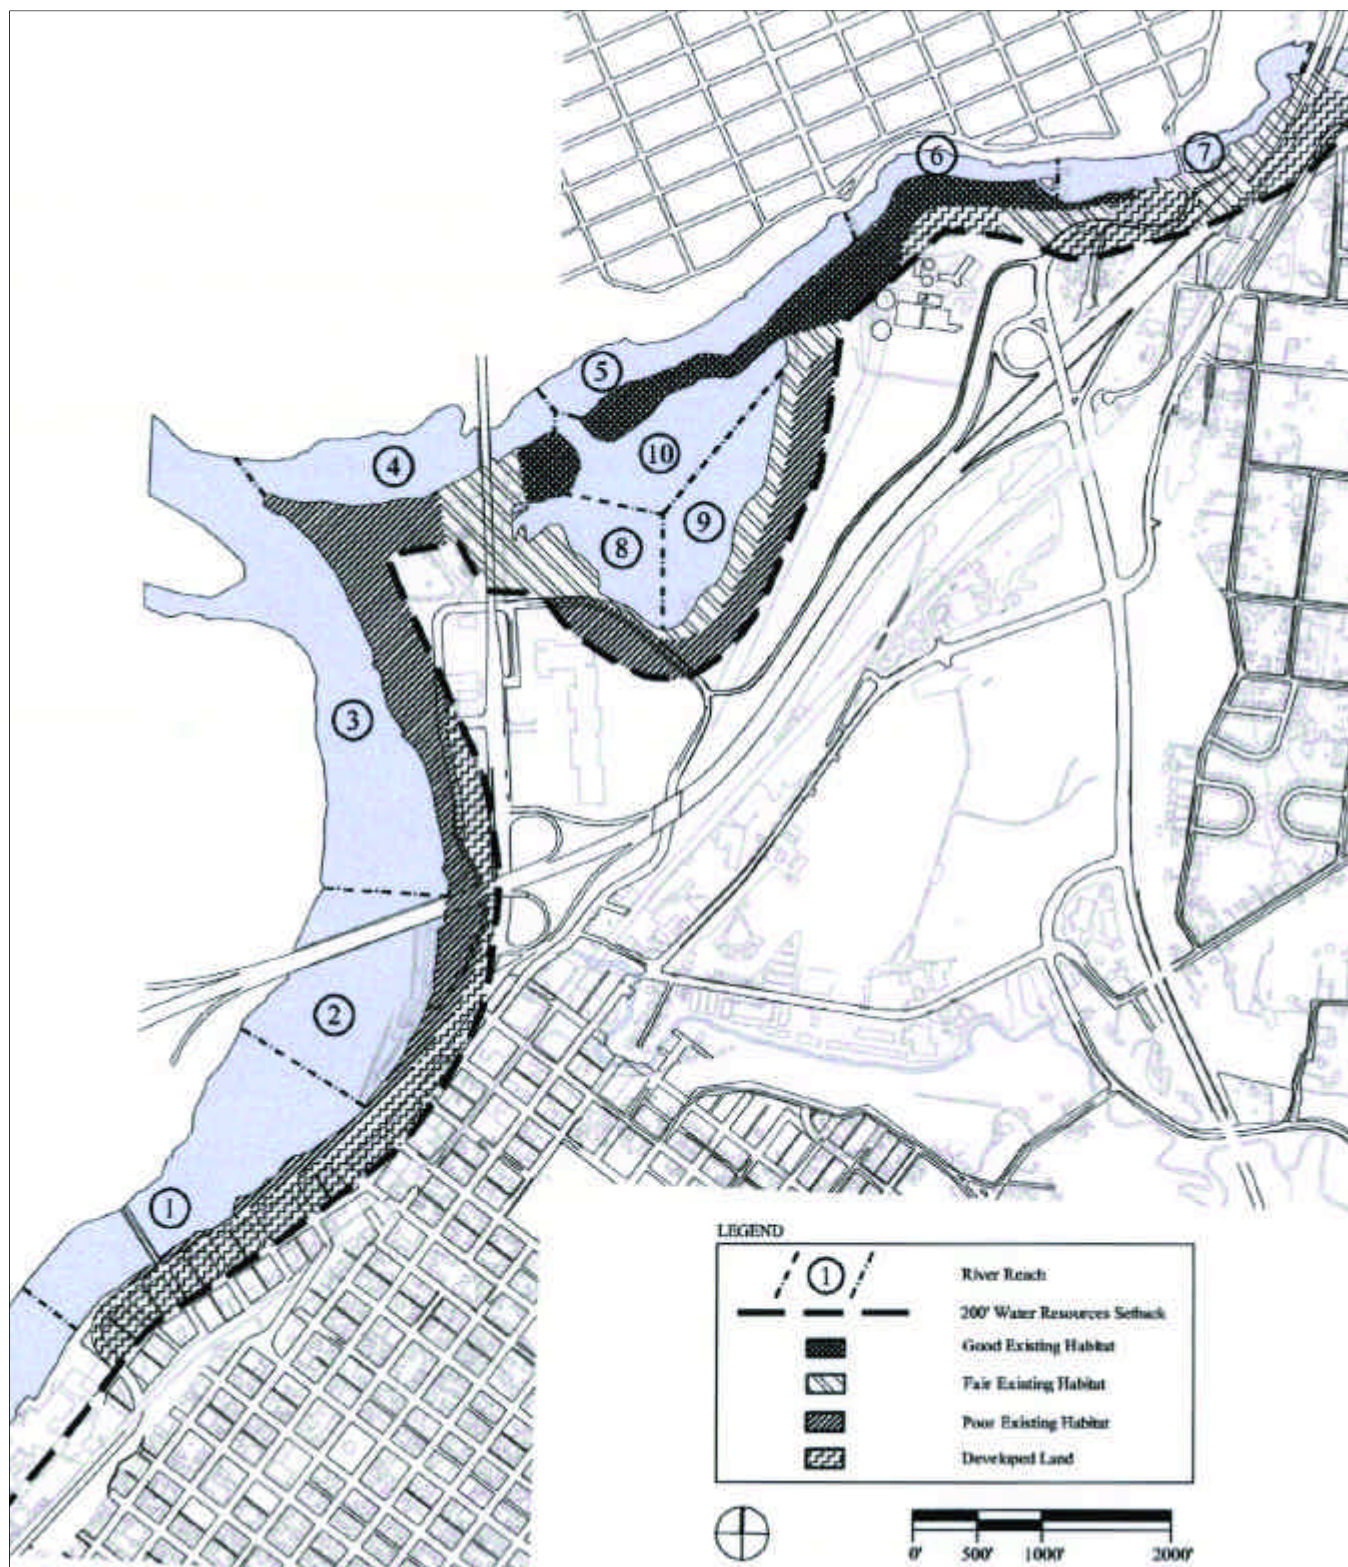 7
6
5
4
10
9
8
3
2
1
LEGEND
1 River Reach
200' Water Resources Setback
Good Existing Habitat
Fair Existing Habitat
Poor Existing Habitat
Developed Land
0' 500' 1000' 2000'